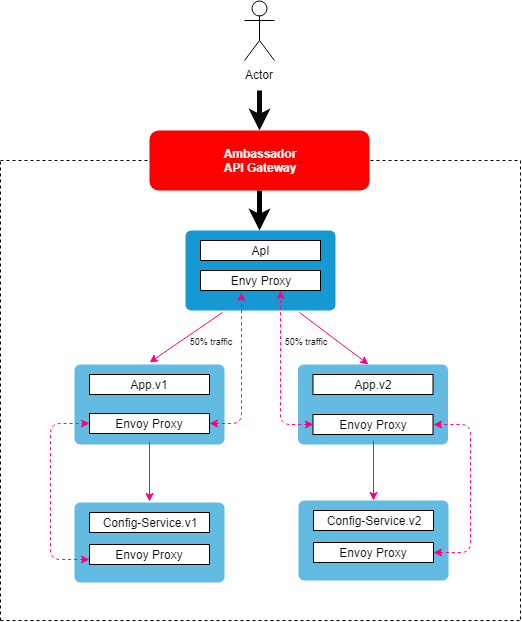 Actor
Ambassador
API Gateway
ApI
Envy Proxy
50% traffic
50% traffic
App.v1
Envoy Proxy
App.v2
Envoy Proxy
Config-Service.v1
Envoy Proxy
Config-Service.v2
Envoy Proxy